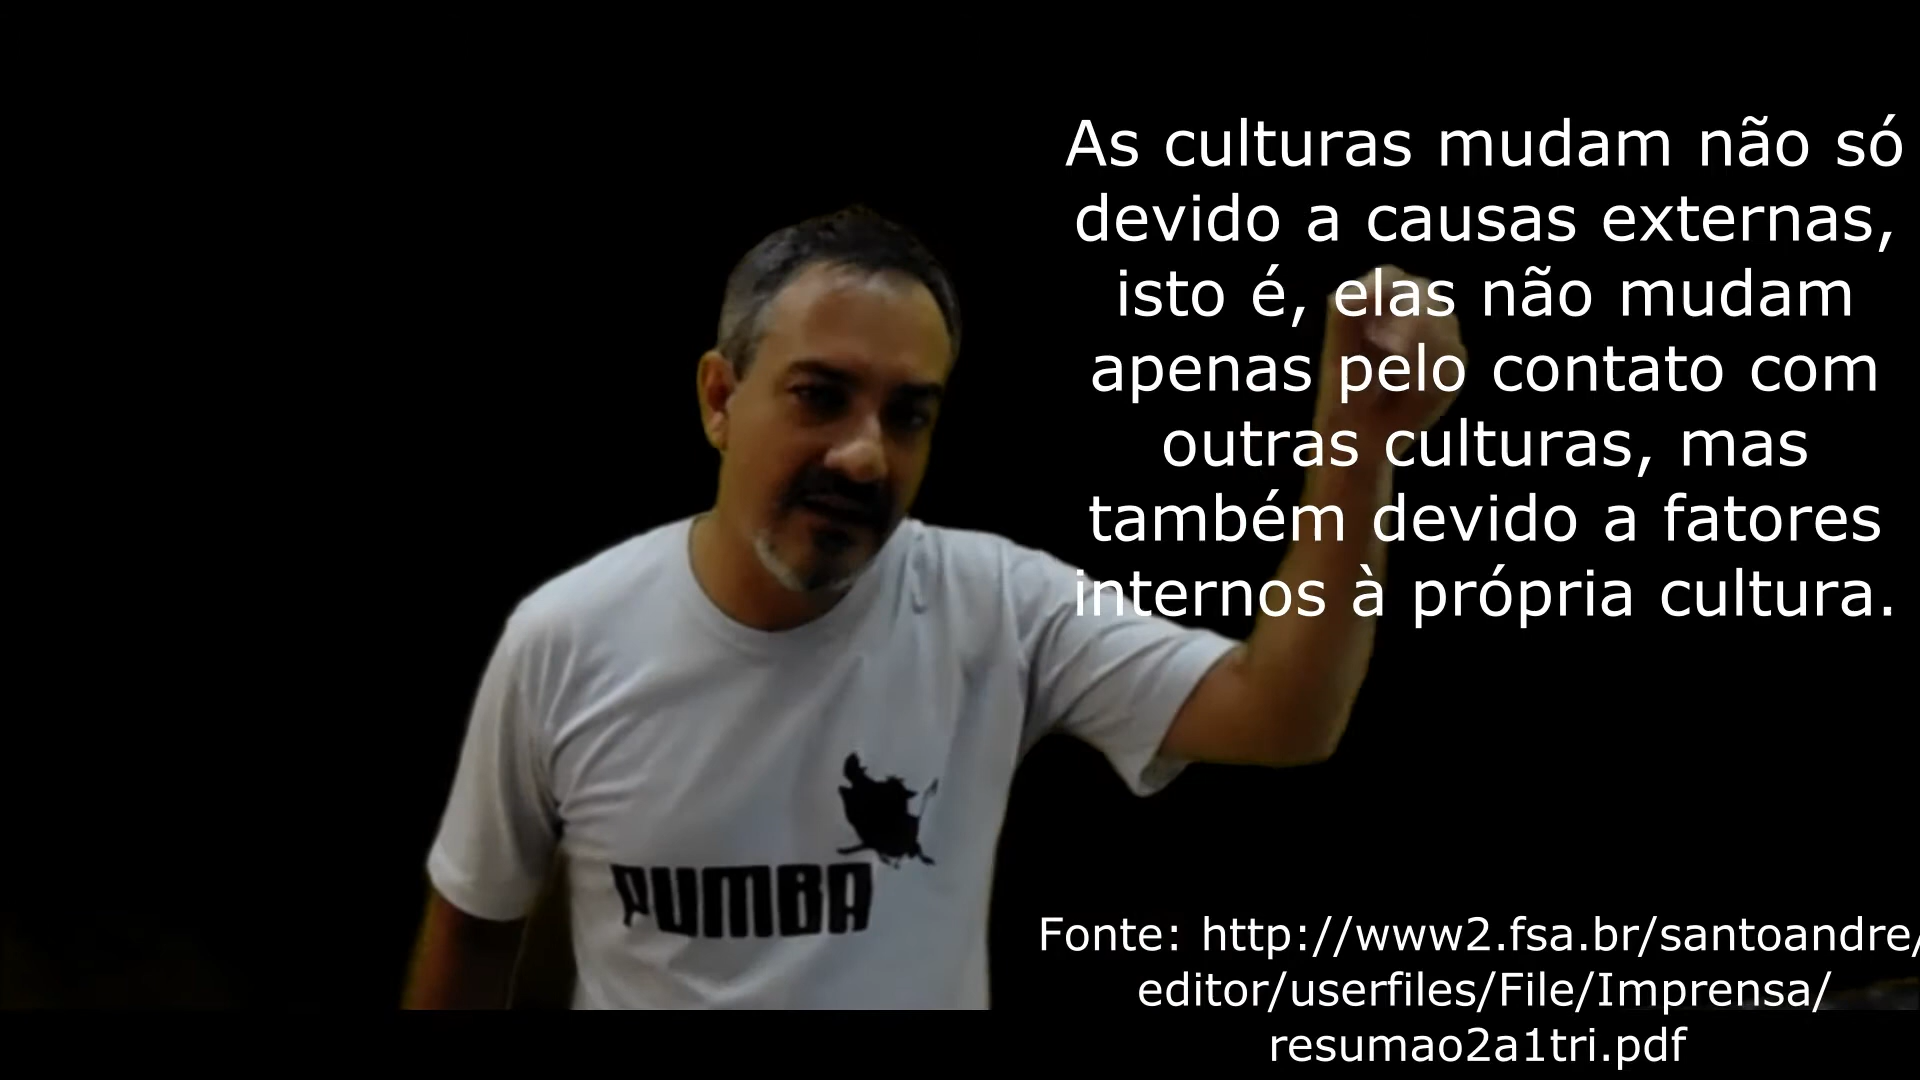 As culturas mudam não só
devido a causas externas,
isto é, elas não mudam
apenas pelo contato com
outras culturas, mas
também devido a fatores
internos à própria cultura.
PUMBA
Fonte: http://www2.fsa.br/santoandre/
editor/userfiles/File/Imprensa/
resumao2a1tri.pdf